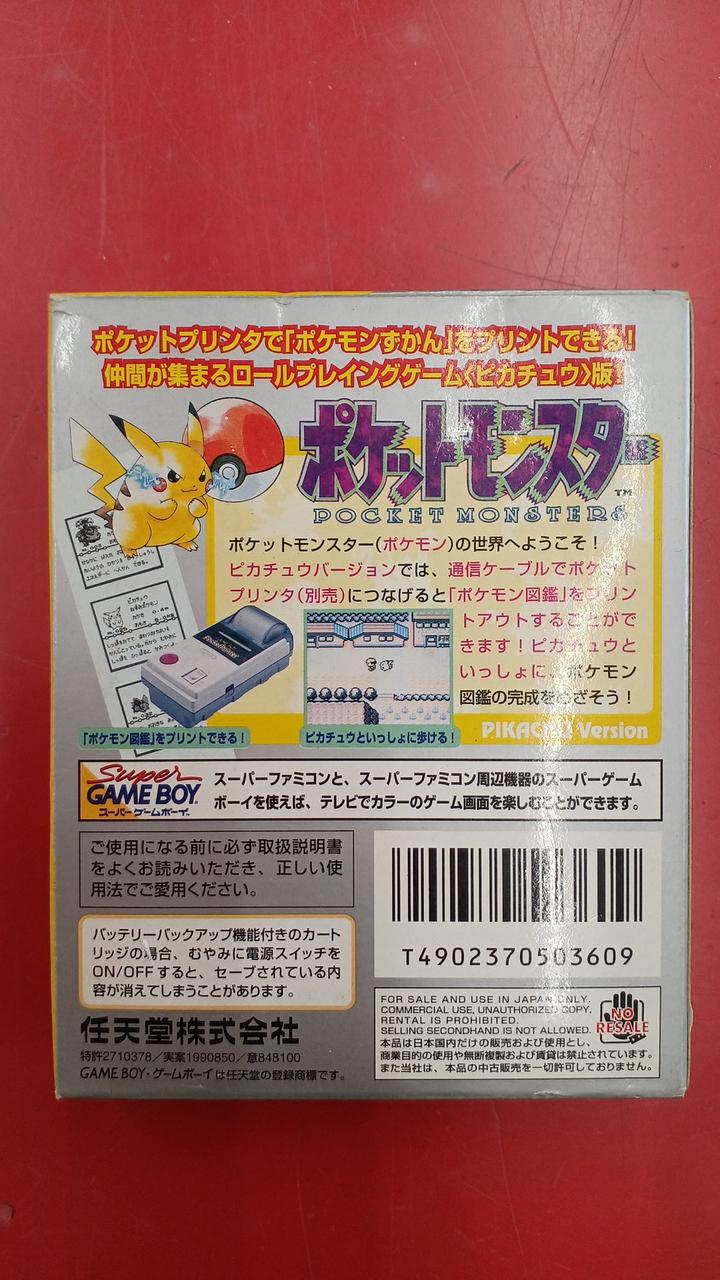 ポケットプリンタで「ポケモンずかん」をプリントできる!
仲間が集まるロールプレイングゲーム〈ピカチュウ〉版!
ポケットモンスター
TM
POCKET MONSTERS
ポケットモンスター(ポケモン)の世界へようこそ!
ピカチュウバージョンでは、通信ケーブルでポケット
プリンタ(別売)につなげると「ポケモン図鑑」をプリン
トアウトすることがで
きます!ピカチュウと
いっしょに、ポケモン
図鑑の完成をめざそう!
「ポケモン図鑑」をプリントできる!
ピカチュウといっしょに歩ける!
PIKACHU Version
Super
GAME BOY
スーパーゲームボーイ
スーパーファミコンと、スーパーファミコン周辺機器のスーパーゲーム
ボーイを使えば、テレビでカラーのゲーム画面を楽しむことができます。
ご使用になる前に必ず取扱説明書
をよくお読みいただき、正しい使
用法でご愛用ください。
バッテリーバックアップ機能付きのカート
リッジの場合、むやみに電源スイッチを
ON/OFFすると、セーブされている内
容が消えてしまうことがあります。
任天堂株式会社
特許2710378/実案1990850/意848100
GAME BOY・ゲームボーイは任天堂の登録商標です。
T4902370503609
FOR SALE AND USE IN JAPAN ONLY.
COMMERCIAL USE, UNAUTHORIZED COPY,
RENTAL IS PROHIBITED.
SELLING SECONDHAND IS NOT ALLOWED.
NO
RESALE
本品は日本国内だけの販売および使用とし、
商業目的の使用や無断複製および賃貸は禁止されています。
また当社は、本品の中古販売を一切許可しておりません。